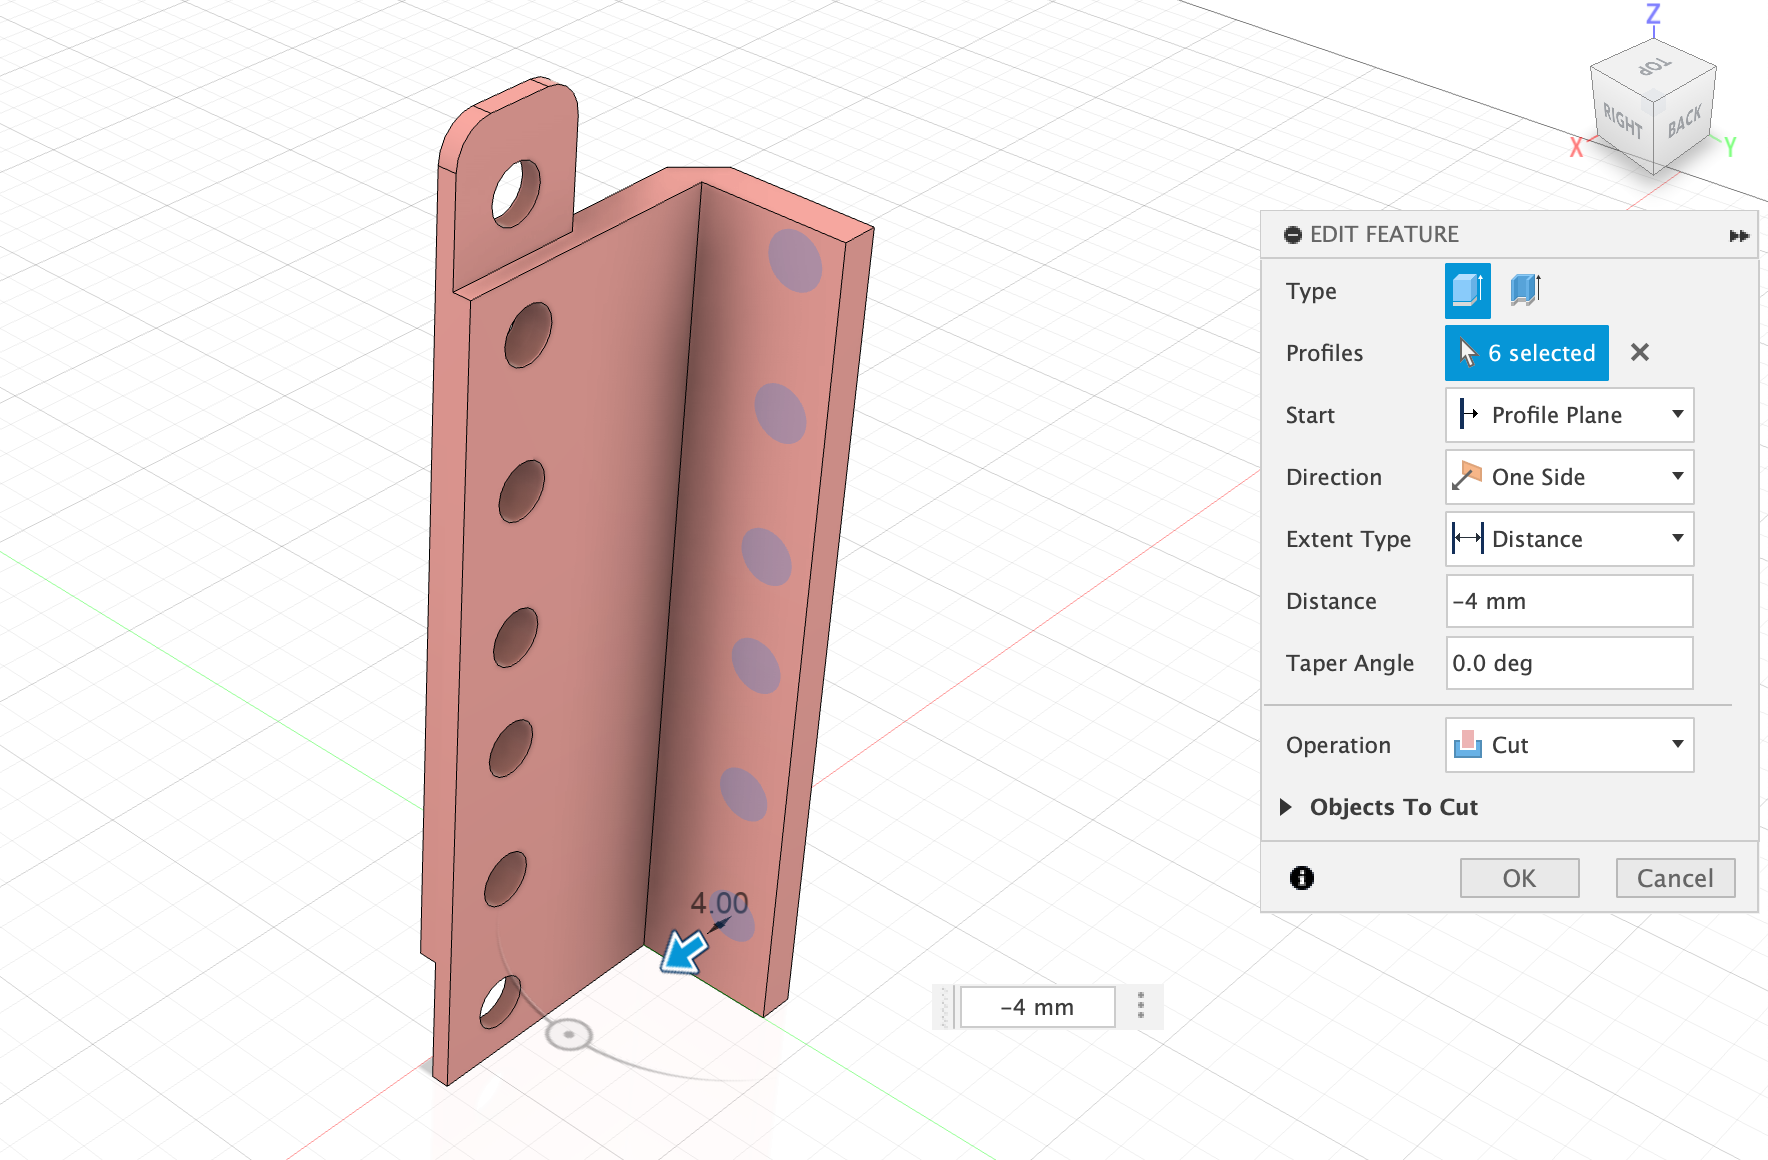 Z
TOP
RIGHT
BACK
X
Y
EDIT FEATURE
Type
Profiles
6 selected
Start
Profile Plane
Direction
One Side
Extent Type
Distance
Distance
-4 mm
Taper Angle
0.0 deg
Operation
Cut
Objects To Cut
OK
Cancel
4.00
-4 mm